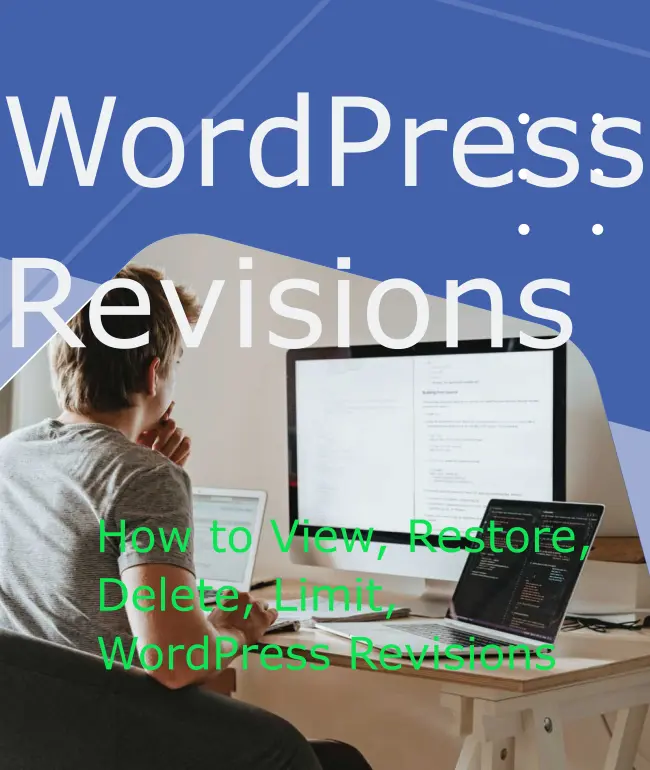 WordPress
Revisions
How to View, Restore,
Delete, Limit,
WordPress Revisions